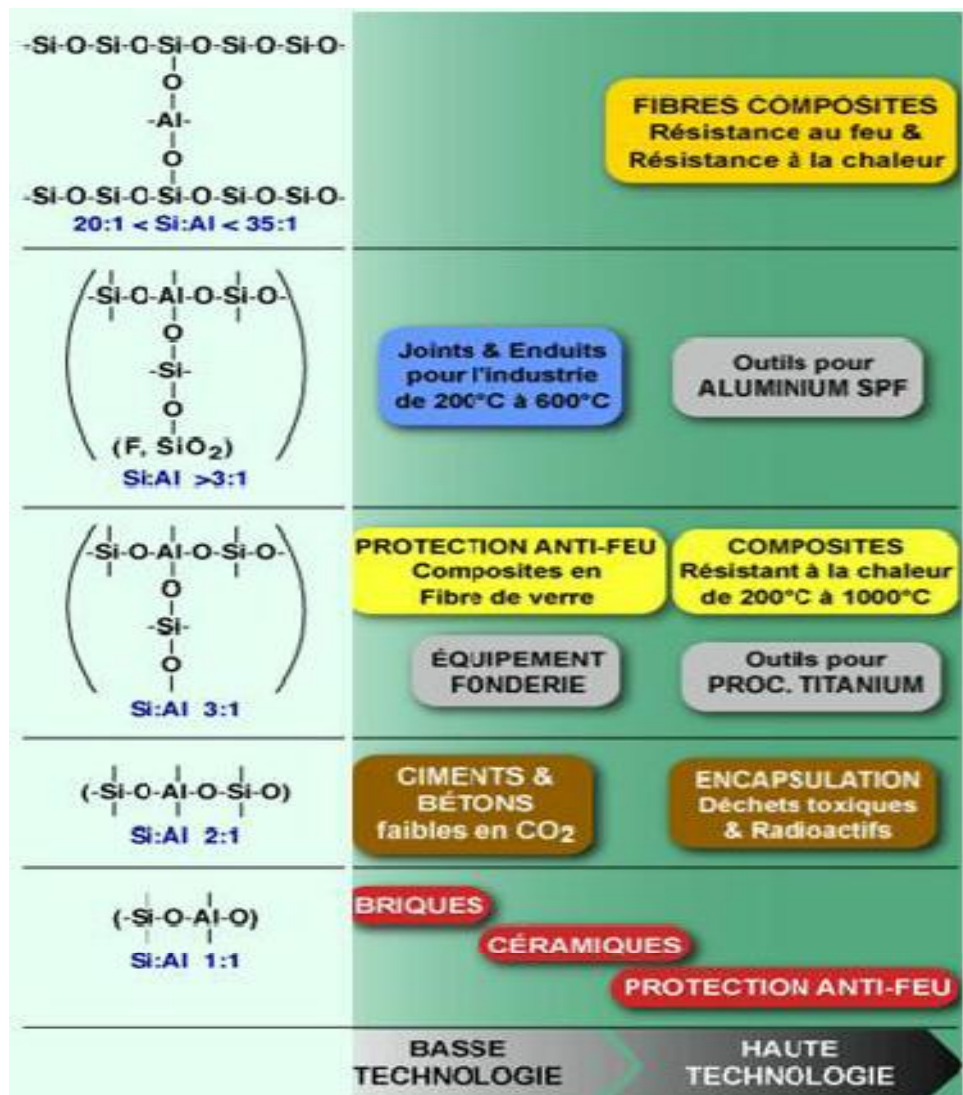 -Si-O-Si-O-Si-O-Si-O-Si-O-
O
-Al-
O
-Si-O-Si-O-Si-O-Si-O-Si-O-
20:1 < Si:Al < 35:1
FIBRES COMPOSITES
Résistance au feu &
Résistance à la chaleur
-Si-O-Al-O-Si-O-
O
-Si-
O
(F, SiO2)
Si:Al >3:1
Joints & Enduits
pour l'industrie
de 200°C à 600°C
Outils pour
ALUMINIUM SPF
-Si-O-Al-O-Si-O-
O
-Si-
O
Si:Al 3:1
PROTECTION ANTI-FEU
Composites en
Fibre de verre
COMPOSITES
Résistant à la chaleur
de 200°C à 1000°C
ÉQUIPEMENT
FONDERIE
Outils pour
PROC. TITANIUM
(-Si-O-Al-O-Si-O)
Si:Al 2:1
CIMENTS &
BÉTONS
faibles en CO2
ENCAPSULATION
Déchets toxiques
& Radioactifs
(-Si-O-Al-O)
Si:Al 1:1
BRIQUES
CÉRAMIQUES
PROTECTION ANTI-FEU
BASSE
TECHNOLOGIE
HAUTE
TECHNOLOGIE